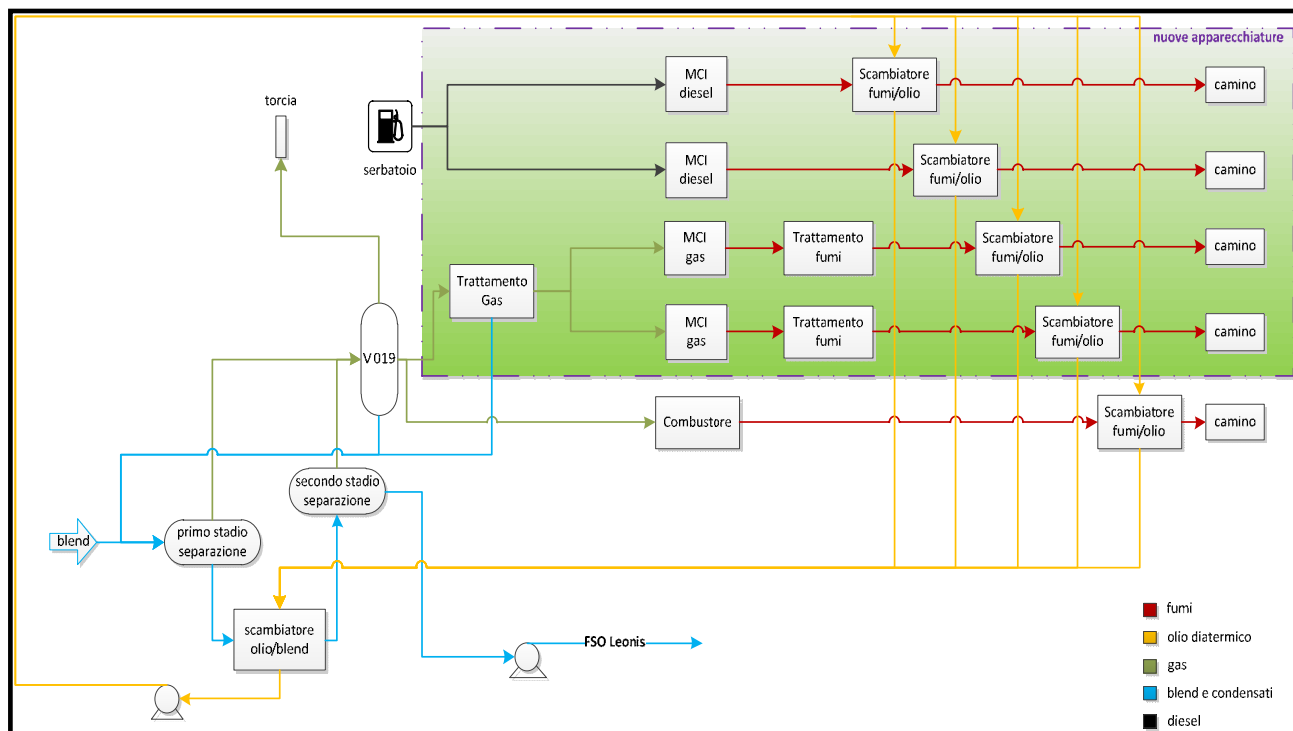 nuove apparecchiature
MCI
diesel
Scambiatore
fumi/olio
camino
torcia
serbatoio
MCI
diesel
Scambiatore
fumi/olio
camino
MCI
gas
Trattamento
fumi
Scambiatore
fumi/olio
camino
Trattamento
Gas
MCI
gas
Trattamento
fumi
Scambiatore
fumi/olio
camino
V 019
Combustore
Scambiatore
fumi/olio
camino
secondo stadio
separazione
blend
primo stadio
separazione
scambiatore
olio/blend
FSO Leonis
fumi
olio diatermico
gas
blend e condensati
diesel